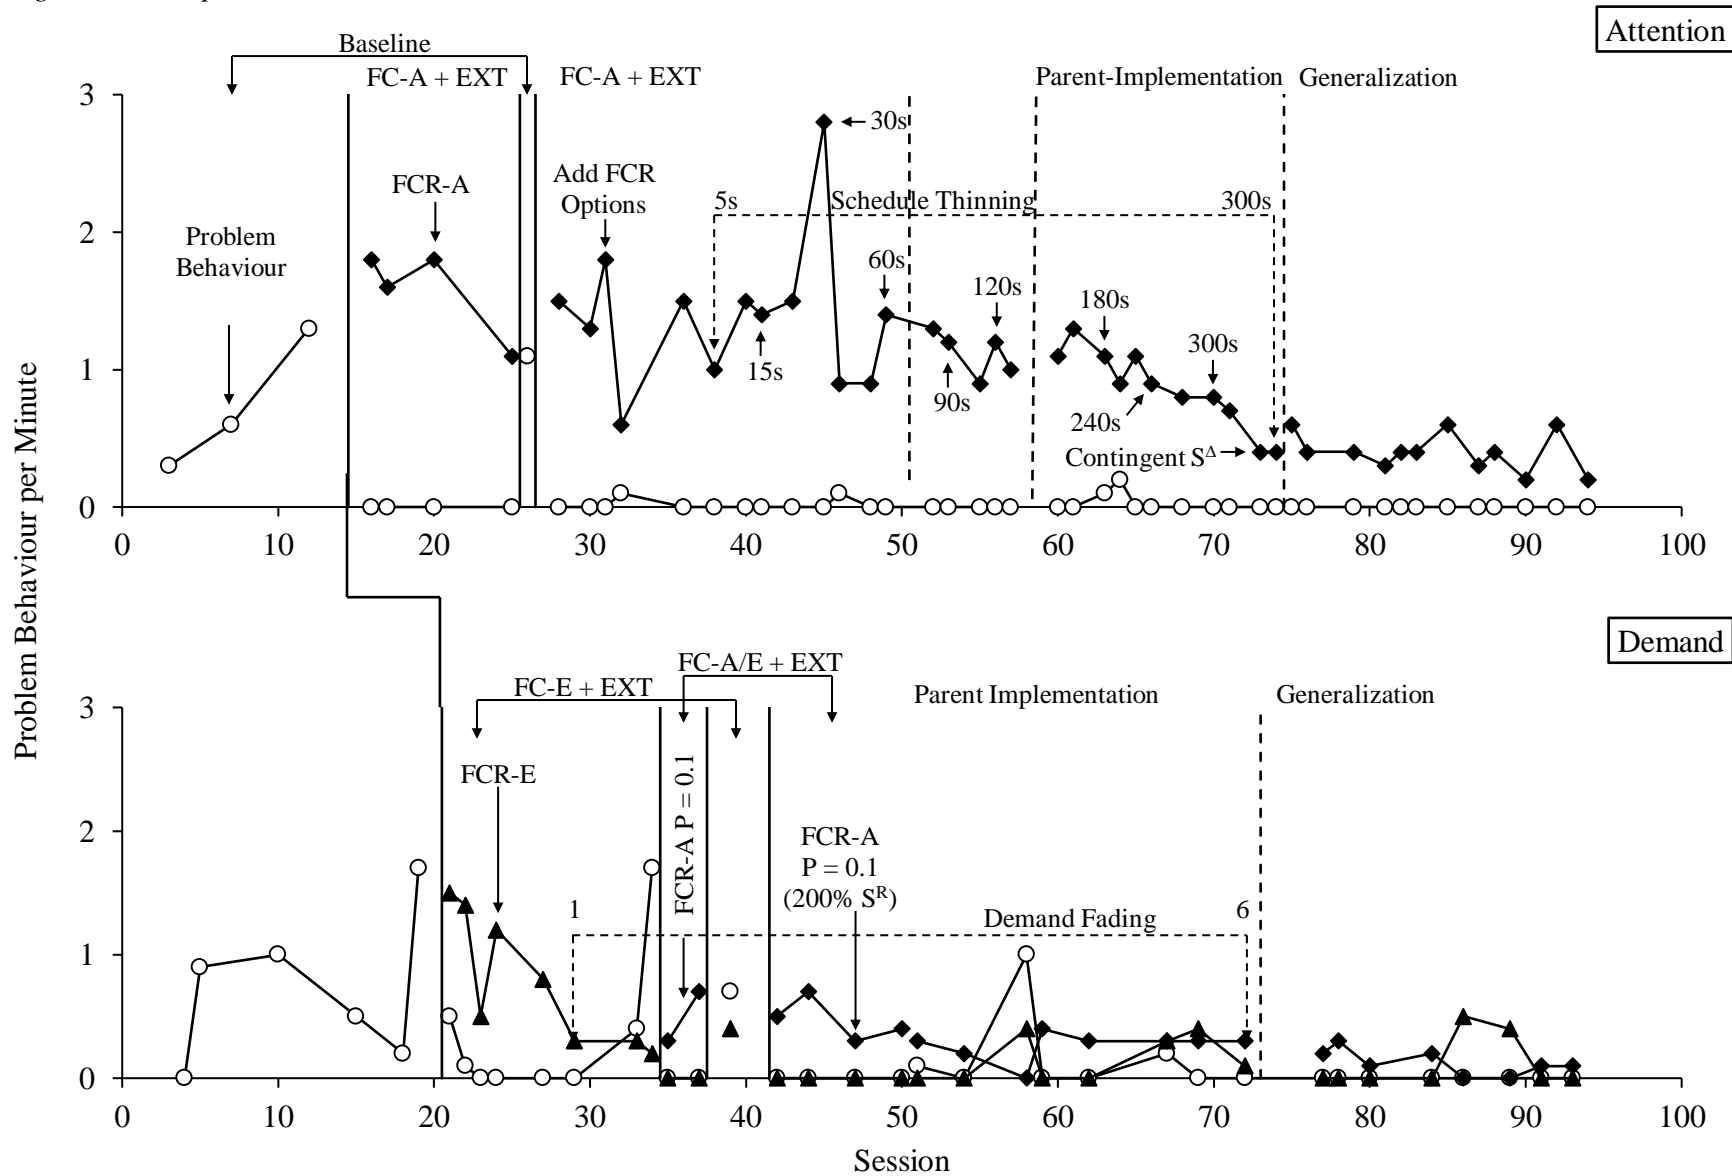 Attention
Baseline
FC-A + EXT
FC-A + EXT
Parent-Implementation
Generalization
3
2
1
0
Problem
Behaviour
FCR-A
Add FCR
Options
5s
Schedule Thinning
300s
30s
15s
60s
90s
120s
180s
240s
300s
Contingent S^Δ
0 10 20 30 40 50 60 70 80 90 100
Problem Behaviour per Minute
Demand
FC-A/E + EXT
FC-E + EXT
Parent Implementation
Generalization
3
2
1
0
FCR-E
FCR-A P = 0.1
FCR-A
P = 0.1
(200% S^R)
1
Demand Fading
6
0 10 20 30 40 50 60 70 80 90 100
Session